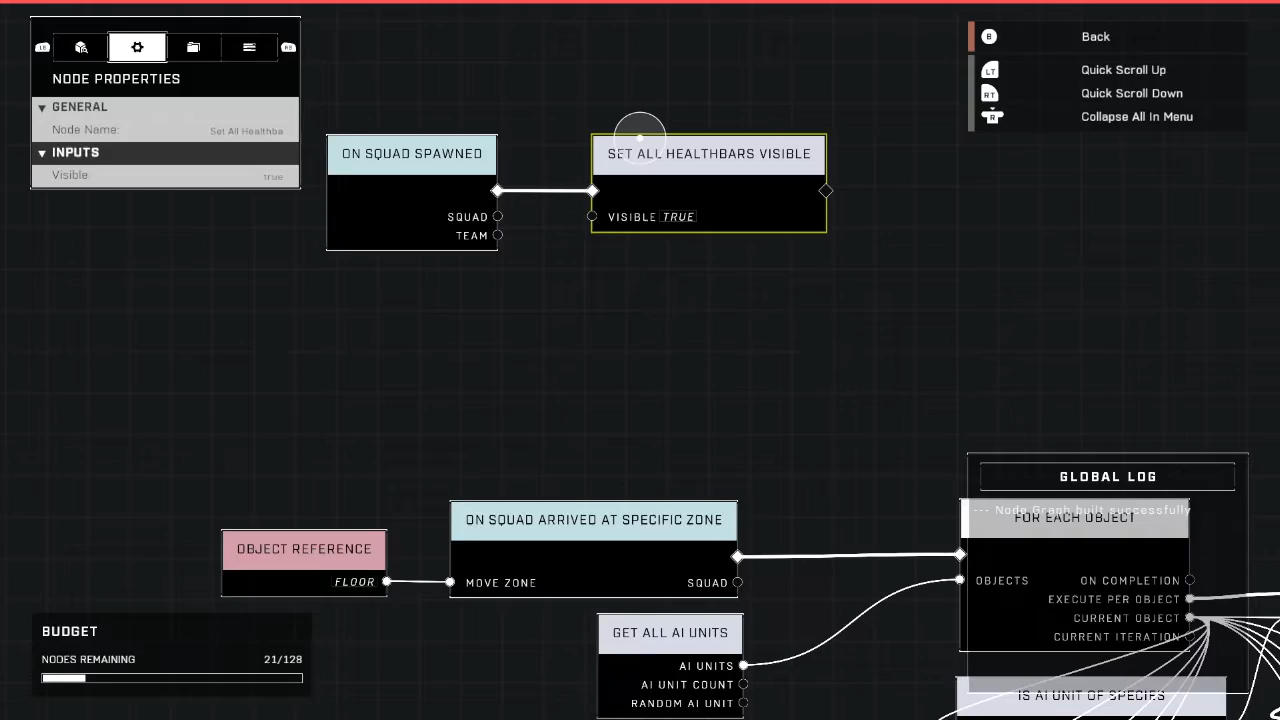 LB
RB
NODE PROPERTIES
GENERAL
Node Name: Set All Healthba
INPUTS
Visible: true
B Back
LT Quick Scroll Up
RT Quick Scroll Down
R Collapse All In Menu
ON SQUAD SPAWNED
SQUAD
TEAM
SET ALL HEALTHBARS VISIBLE
VISIBLE TRUE
OBJECT REFERENCE
FLOOR
ON SQUAD ARRIVED AT SPECIFIC ZONE
MOVE ZONE SQUAD
GET ALL AI UNITS
AI UNITS
AI UNIT COUNT
RANDOM AI UNIT
GLOBAL LOG
--- Node Graph built successfully
FOR EACH OBJECT
OBJECTS ON COMPLETION
EXECUTE PER OBJECT
CURRENT OBJECT
CURRENT ITERATION
IS AI UNIT OF SPECIES
BUDGET
NODES REMAINING 21/128